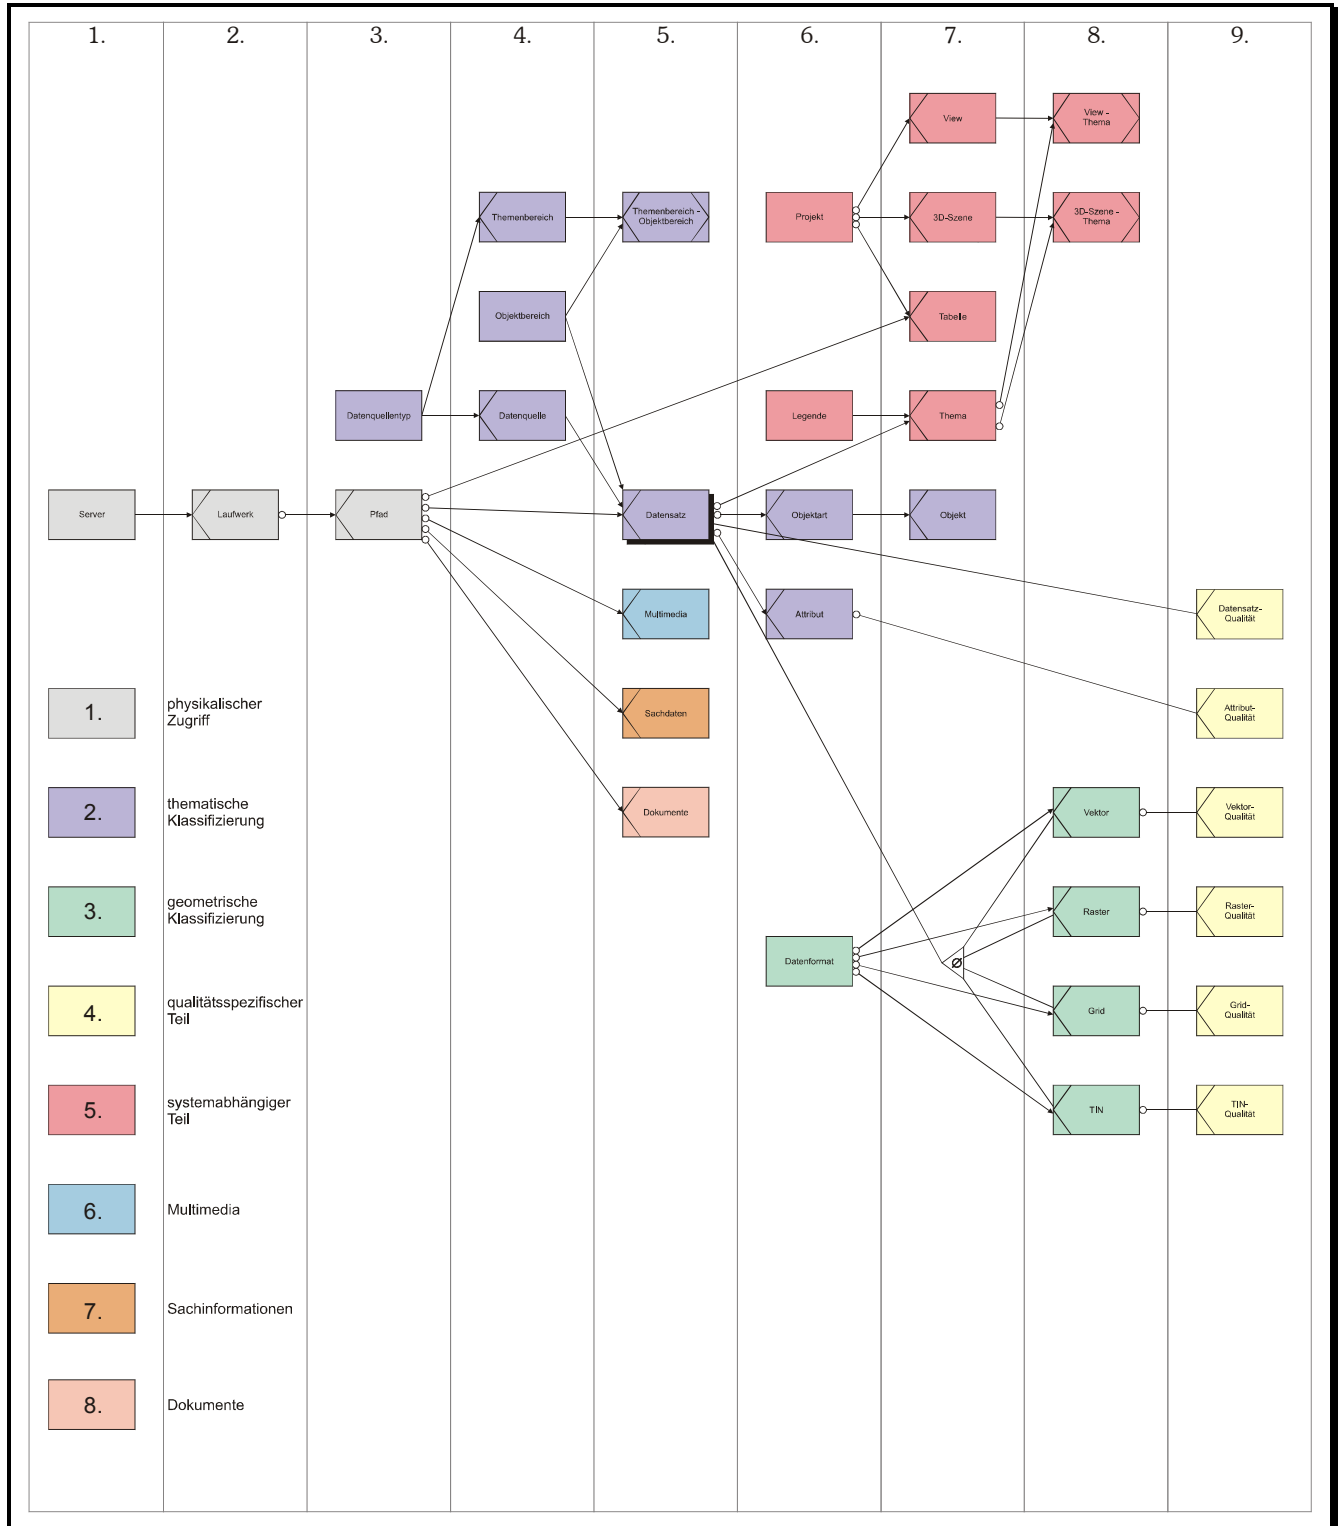 1.
2.
3.
4.
5.
6.
7.
8.
9.
View
View -
Thema
Themenbereich
Themenbereich -
Objektbereich
Projekt
3D-Szene
3D-Szene -
Thema
Objektbereich
Tabelle
Datenquellentyp
Datenquelle
Legende
Thema
Server
Laufwerk
Pfad
Datensatz
Objektart
Objekt
Multimedia
Attribut
Datensatz-
Qualität
1.
physikalischer
Zugriff
Sachdaten
Attribut-
Qualität
2.
thematische
Klassifizierung
Dokumente
Vektor
Vektor-
Qualität
3.
geometrische
Klassifizierung
Raster
Raster-
Qualität
Datenformat
Ø
4.
qualitätsspezifischer
Teil
Grid
Grid-
Qualität
5.
systemabhängiger
Teil
TIN
TIN-
Qualität
6.
Multimedia
7.
Sachinformationen
8.
Dokumente